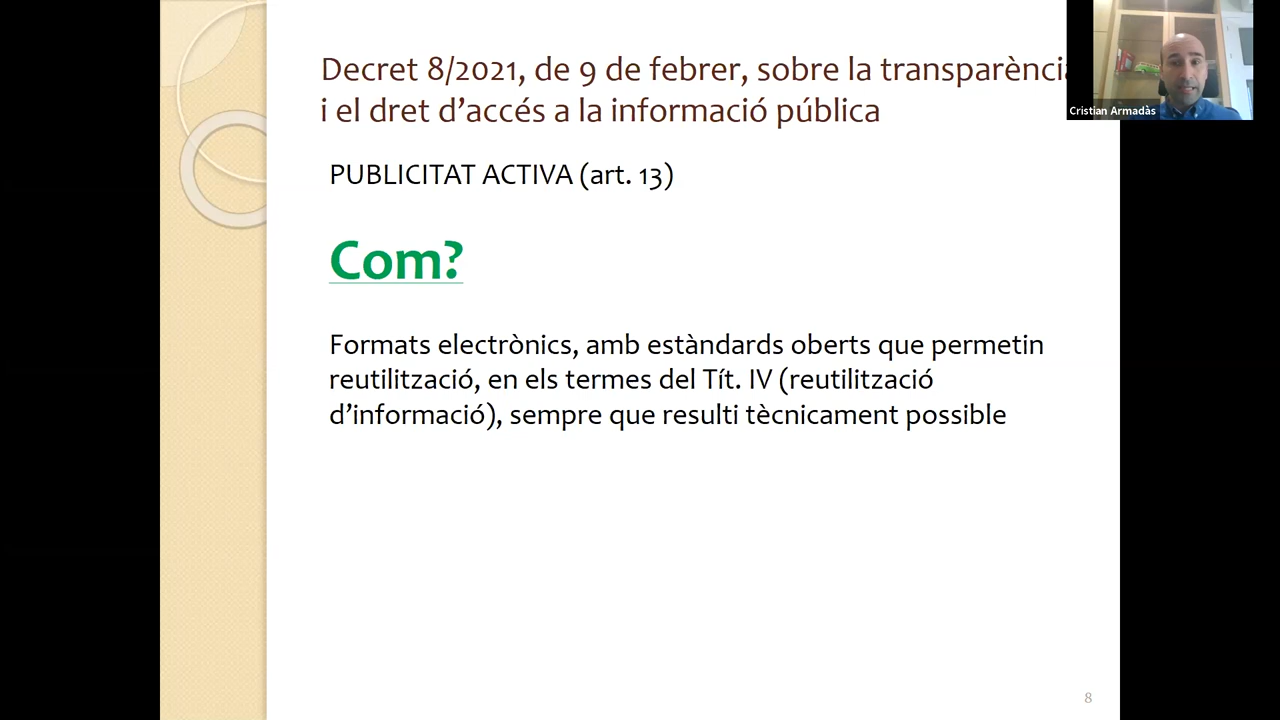 Decret 8/2021, de 9 de febrer, sobre la transparència
i el dret d’accés a la informació pública
Cristian Armadàs
PUBLICITAT ACTIVA (art. 13)
Com?
Formats electrònics, amb estàndards oberts que permetin
reutilització, en els termes del Tít. IV (reutilització
d’informació), sempre que resulti tècnicament possible
8